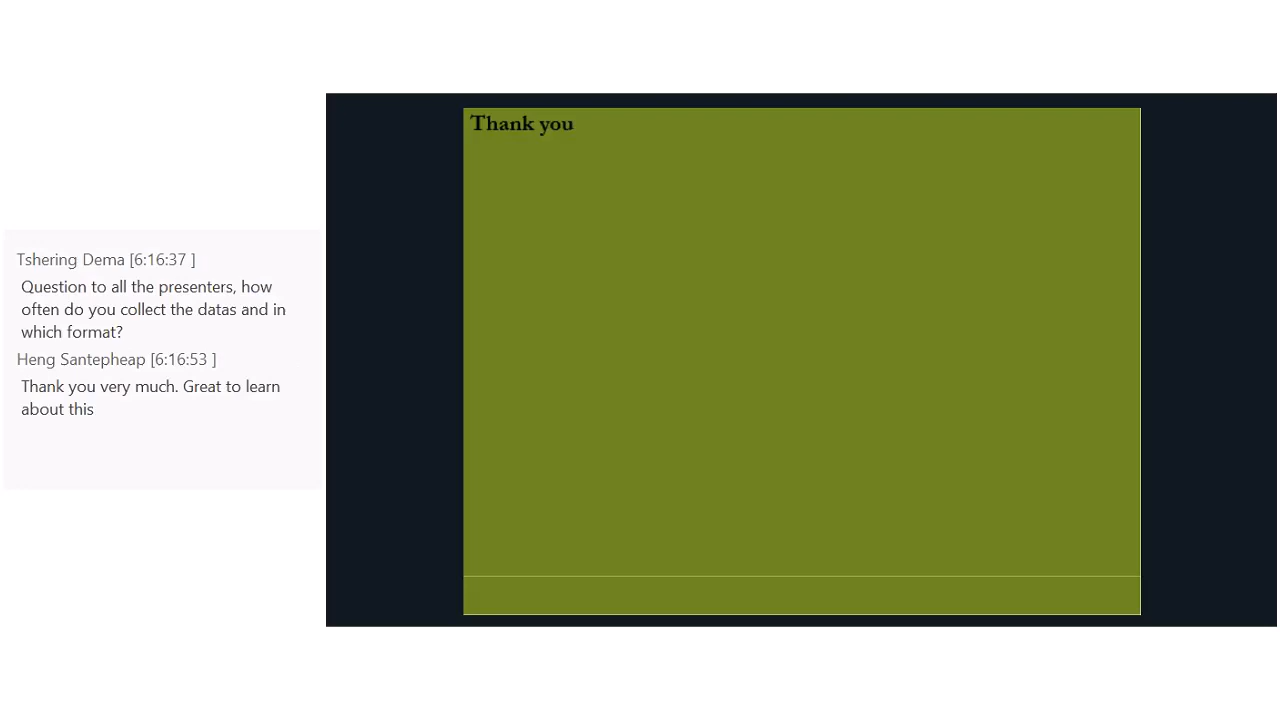 Tshering Dema [6:16:37 ]
Question to all the presenters, how
often do you collect the datas and in
which format?
Heng Santepheap [6:16:53 ]
Thank you very much. Great to learn
about this
Thank you